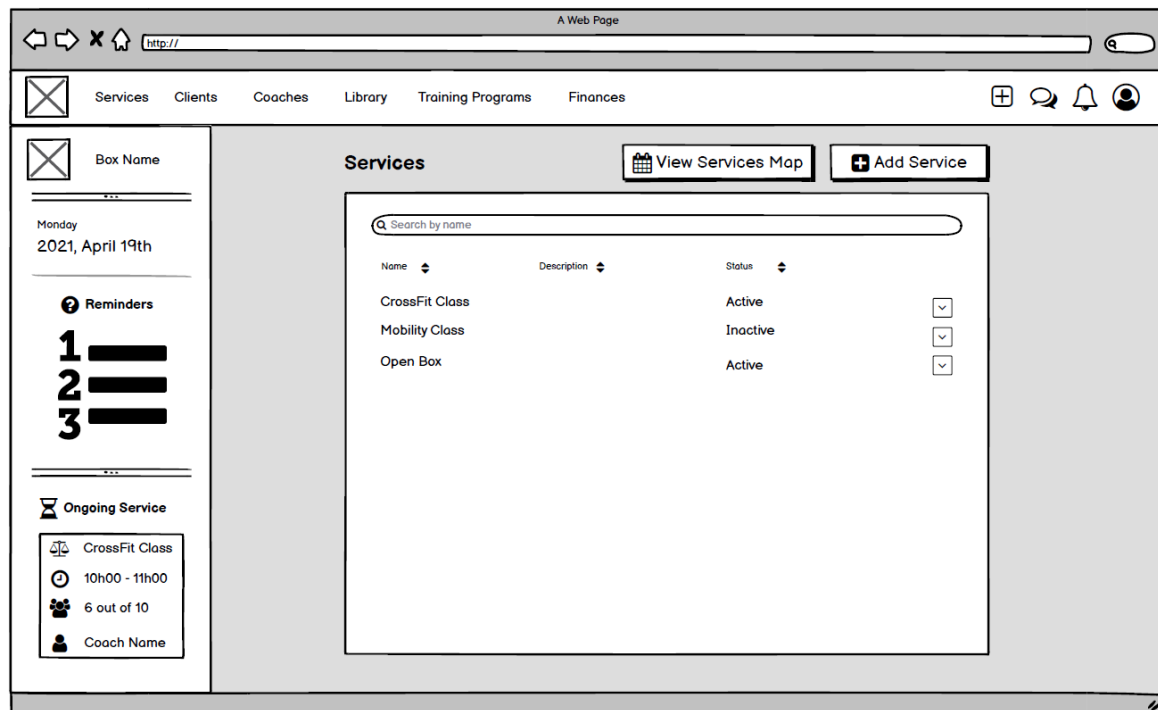 A Web Page
http://
Services Clients Coaches Library Training Programs Finances
Box Name
Monday
2021, April 19th
Reminders
1
2
3
Ongoing Service
CrossFit Class
10h00 - 11h00
6 out of 10
Coach Name
Services
View Services Map
Add Service
Search by name
Name Description Status
CrossFit Class Active
Mobility Class Inactive
Open Box Active